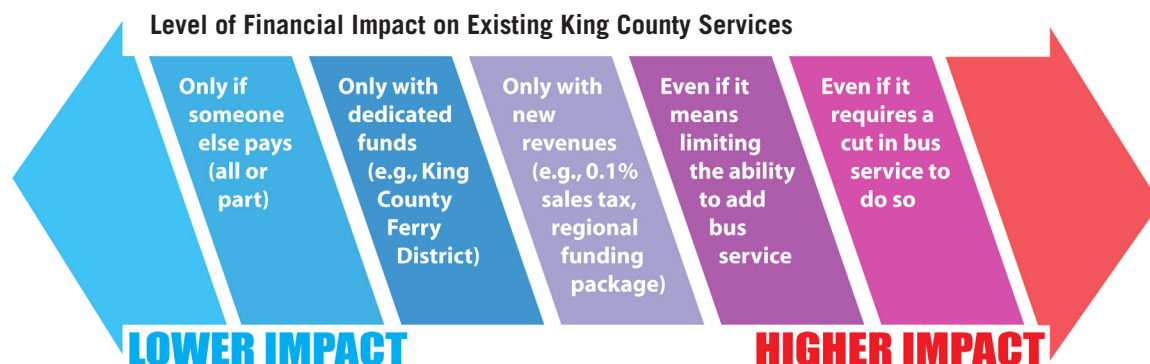 Level of Financial Impact on Existing King County Services
Only if
someone
else pays
(all or
part)
Only with
dedicated
funds
(e.g., King
County
Ferry
District)
Only with
new
revenues
(e.g., 0.1%
sales tax,
regional
funding
package)
Even if it
means
limiting
the ability
to add
bus
service
Even if it
requires a
cut in bus
service to
do so
LOWER IMPACT
HIGHER IMPACT